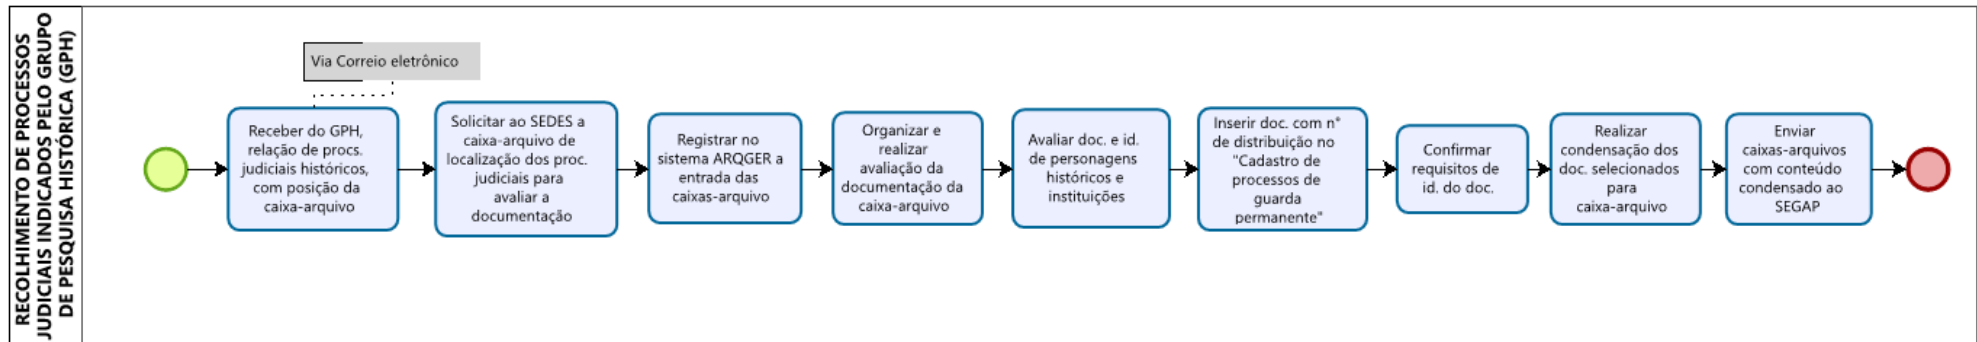 RECOLHIMENTO DE PROCESSOS
JUDICIAIS INDICADOS PELO GRUPO
DE PESQUISA HISTÓRICA (GPH)
Via Correio eletrônico
Receber do GPH,
relação de procs.
judiciais históricos,
com posição da
caixa-arquivo
Solicitar ao SEDES a
caixa-arquivo de
localização dos proc.
judiciais para
avaliar a
documentação
Registrar no
sistema ARQGER a
entrada das
caixas-arquivo
Organizar e
realizar
avaliação da
documentação da
caixa-arquivo
Avaliar doc. e id.
de personagens
históricos e
instituições
Inserir doc. com n°
de distribuição no
"Cadastro de
processos de
guarda
permanente"
Confirmar
requisitos de
id. do doc.
Realizar
condensação dos
doc. selecionados
para
caixa-arquivo
Enviar
caixas-arquivos
com conteúdo
condensado ao
SEGAP